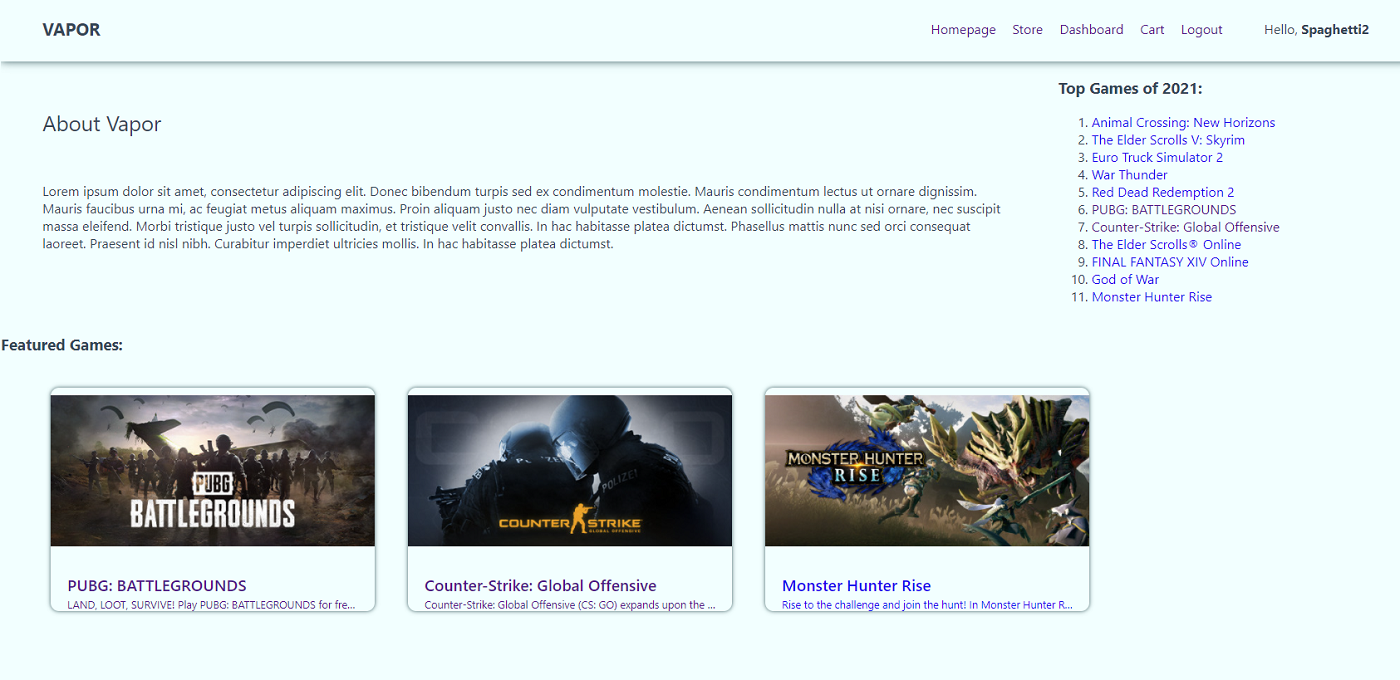 VAPOR
Homepage Store Dashboard Cart Logout Hello, Spaghetti2
About Vapor
Lorem ipsum dolor sit amet, consectetur adipiscing elit. Donec bibendum turpis sed ex condimentum molestie. Mauris condimentum lectus ut ornare dignissim.
Mauris faucibus urna mi, ac feugiat metus aliquam maximus. Proin aliquam justo nec diam vulputate vestibulum. Aenean sollicitudin nulla at nisi ornare, nec suscipit
massa eleifend. Morbi tristique justo vel turpis sollicitudin, et tristique velit convallis. In hac habitasse platea dictumst. Phasellus mattis nunc sed orci consequat
laoreet. Praesent id nisl nibh. Curabitur imperdiet ultricies mollis. In hac habitasse platea dictumst.
Top Games of 2021:
1. Animal Crossing: New Horizons
2. The Elder Scrolls V: Skyrim
3. Euro Truck Simulator 2
4. War Thunder
5. Red Dead Redemption 2
6. PUBG: BATTLEGROUNDS
7. Counter-Strike: Global Offensive
8. The Elder Scrolls® Online
9. FINAL FANTASY XIV Online
10. God of War
11. Monster Hunter Rise
Featured Games:
PUBG
BATTLEGROUNDS
PUBG: BATTLEGROUNDS
LAND, LOOT, SURVIVE! Play PUBG: BATTLEGROUNDS for fre...
POLIZEI
COUNTER STRIKE
GLOBAL OFFENSIVE
Counter-Strike: Global Offensive
Counter-Strike: Global Offensive (CS: GO) expands upon the ...
MONSTER HUNTER
RISE
Monster Hunter Rise
Rise to the challenge and join the hunt! In Monster Hunter R...